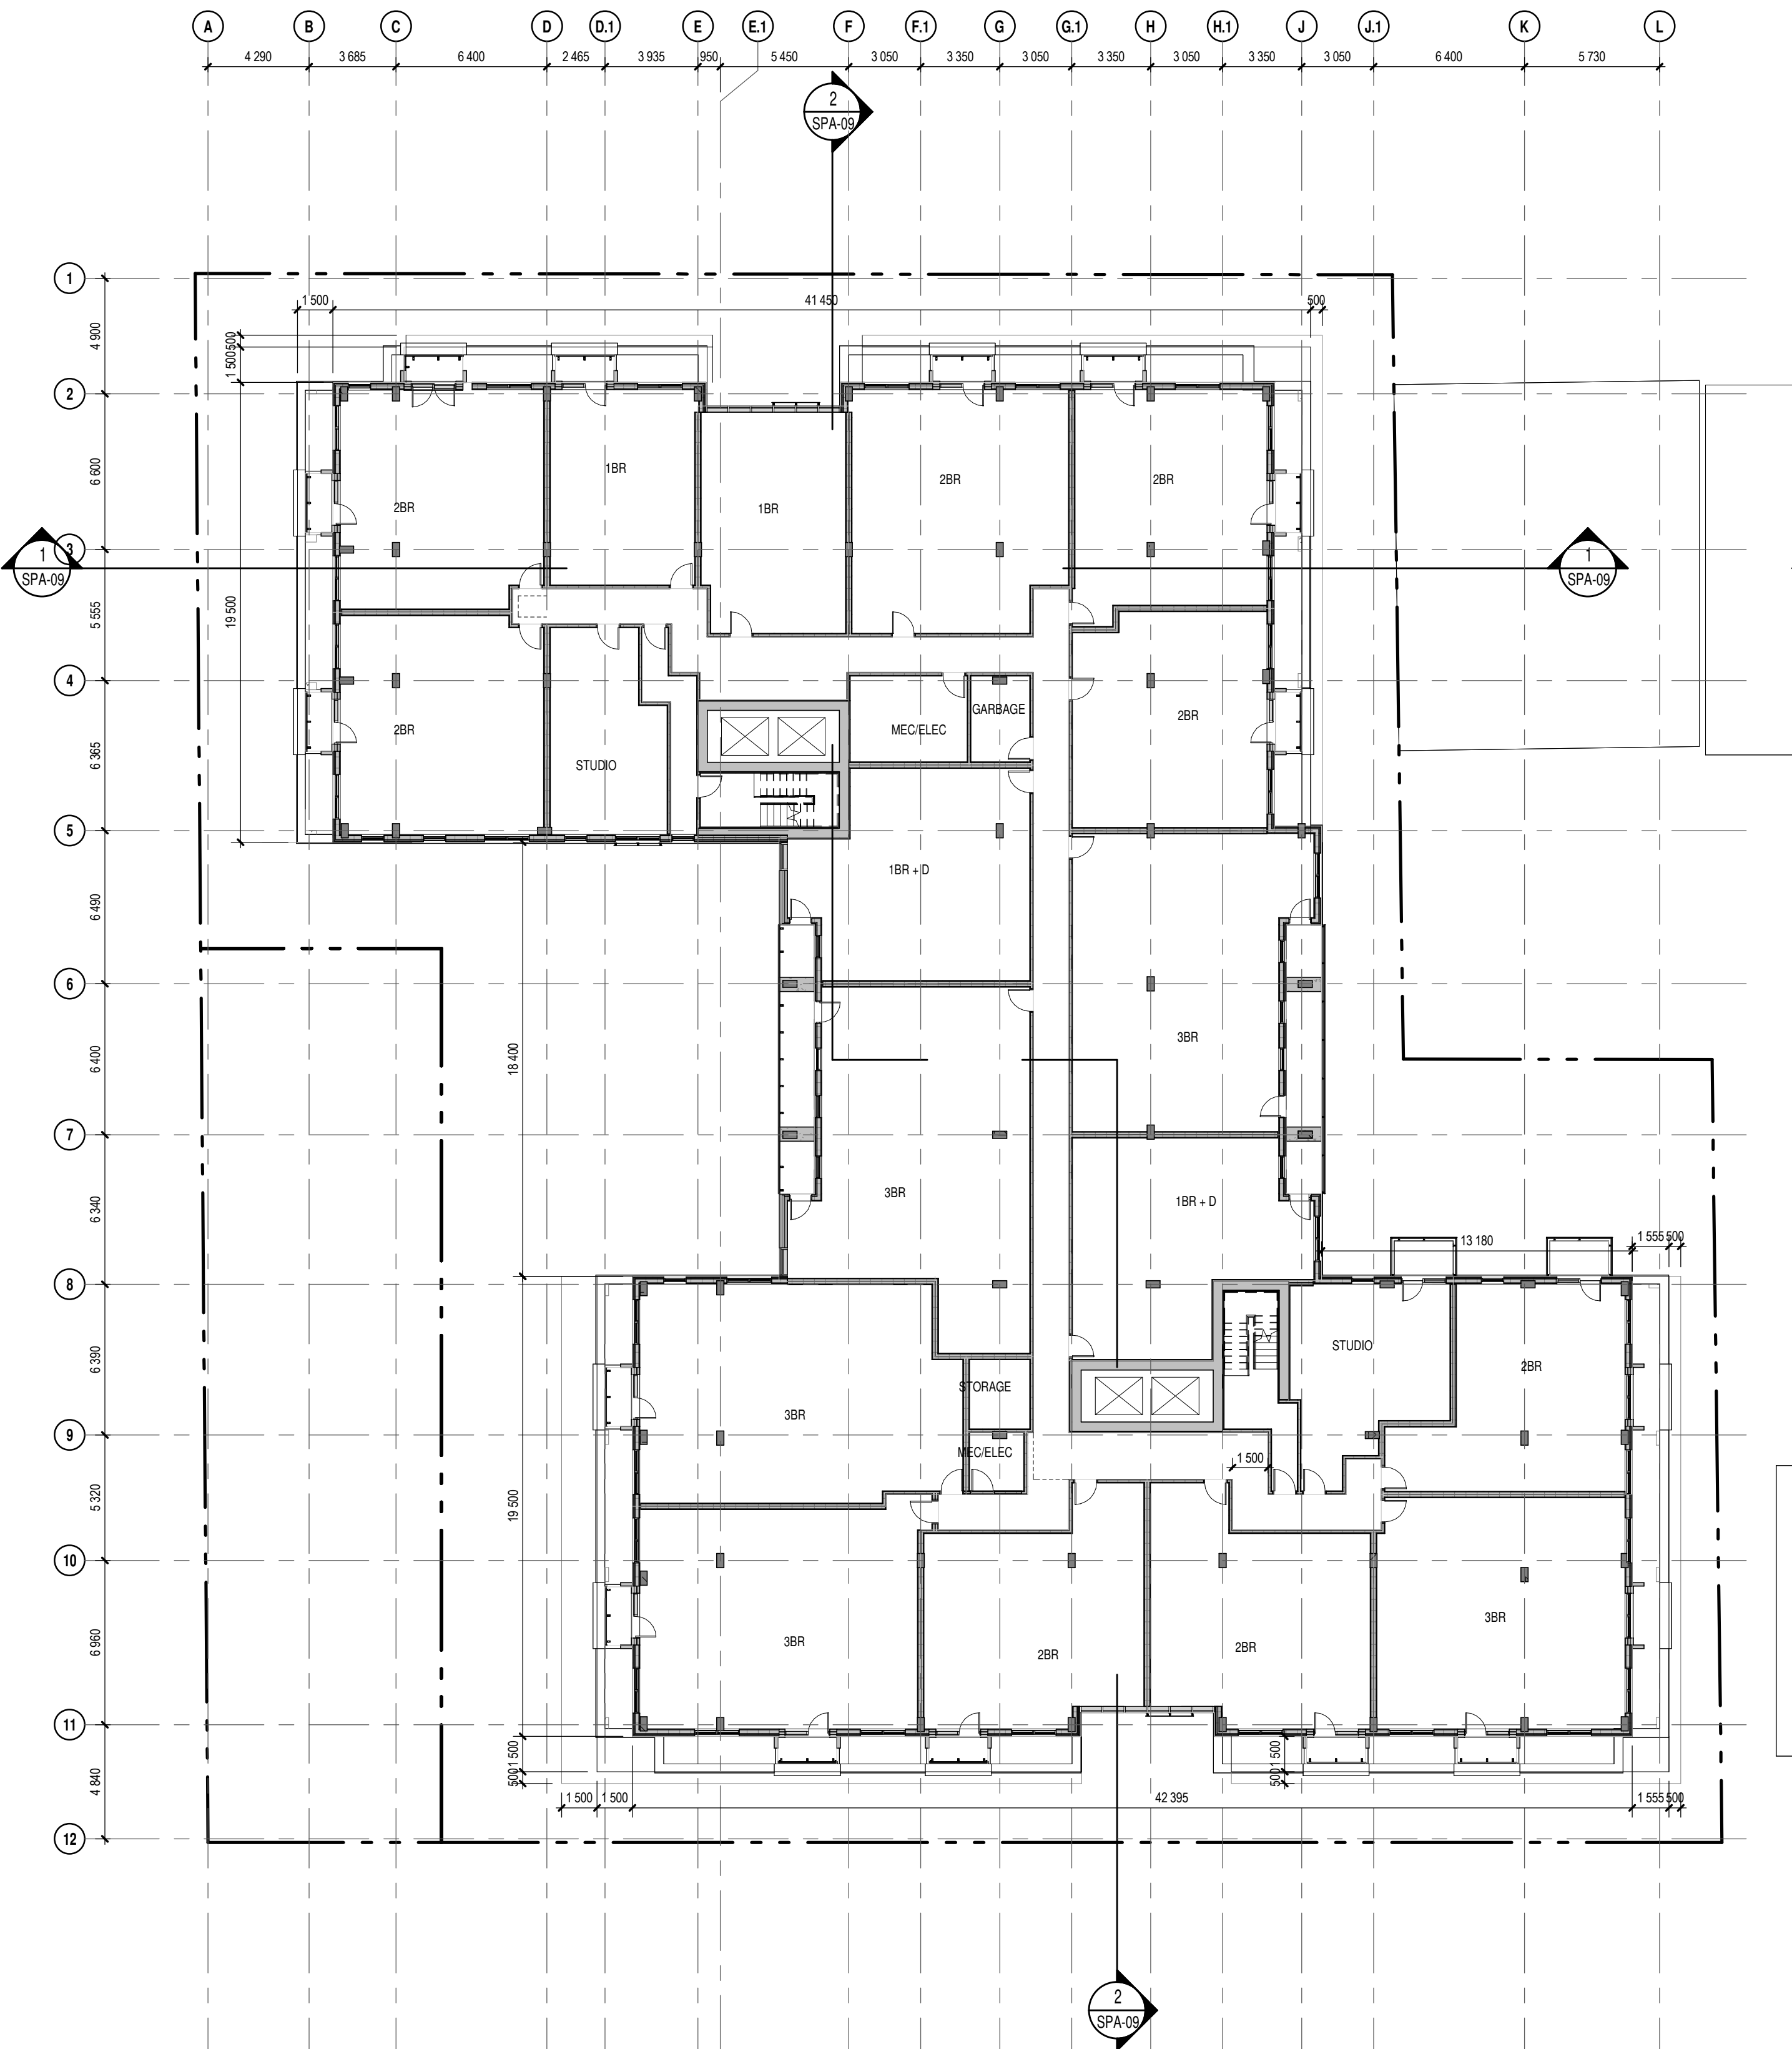 A B C D D.1 E E.1 F F.1 G G.1 H H.1 J J.1 K L
4 290 3 685 6 400 2 465 3 935 950 5 450 3 050 3 350 3 050 3 350 3 050 3 350 3 050 6 400 5 730
2
SPA-09
1
1 500 41 450 500
4 900
1 500 500
2
6 600
1BR
2BR
2BR
2BR
1BR
3
1
SPA-09
1
SPA-09
5 555
19 500
4
GARBAGE
2BR
2BR
MEC/ELEC
6 365
STUDIO
5
1BR + D
6 490
6
3BR
6 400
18 400
7
3BR
1BR + D
6 340
13 180
1 555 500
8
STUDIO
6 390
2BR
STORAGE
3BR
9
MEC/ELEC
1 500
5 320
19 500
10
3BR
6 960
3BR
2BR
2BR
11
500 1 500
500 1 500
4 840
1 500 1 500 42 395 1 555 500
12
2
SPA-09